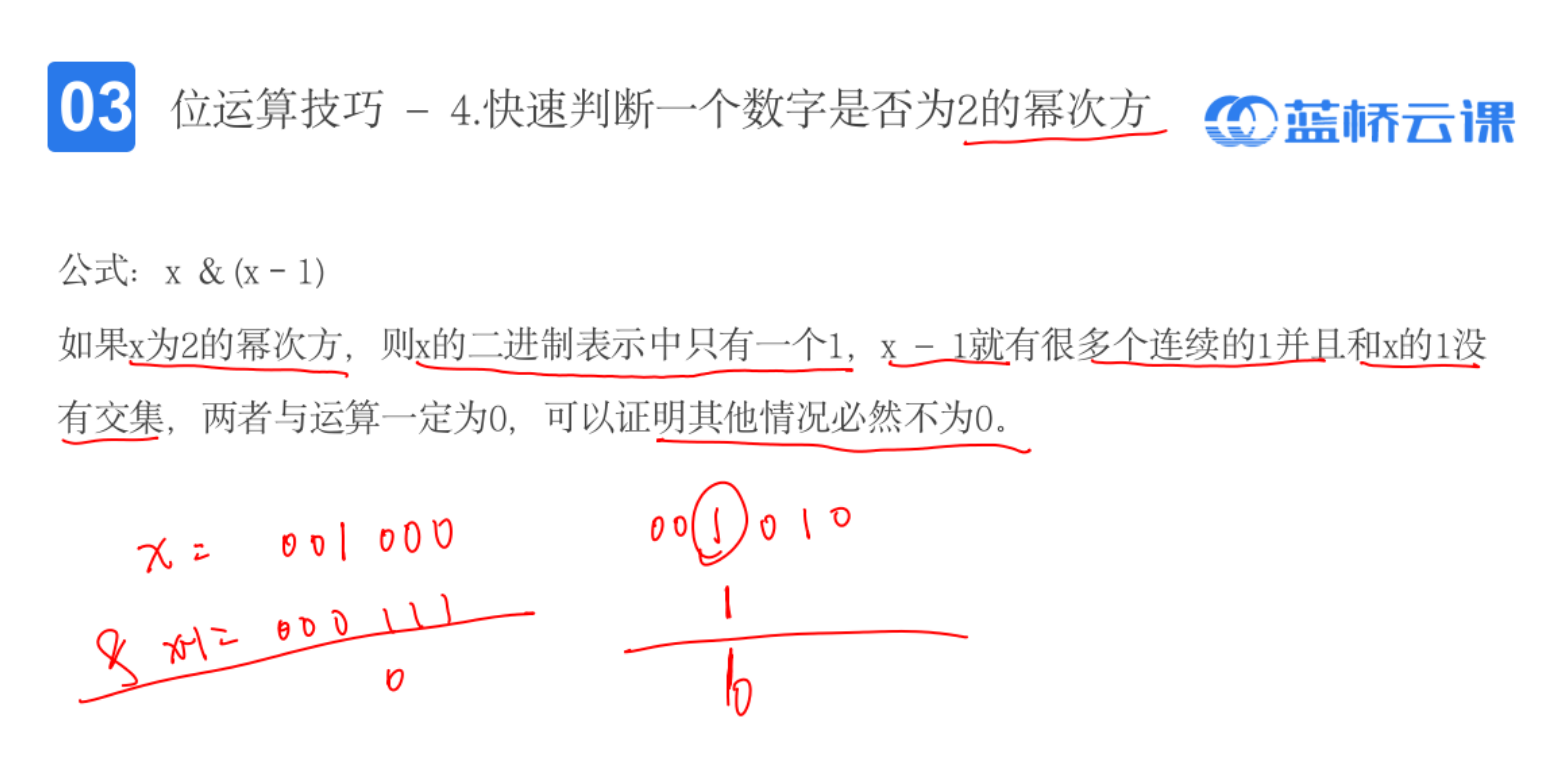 03 位运算技巧 - 4.快速判断一个数字是否为2的幂次方 蓝桥云课
公式: x & (x - 1)
如果x为2的幂次方, 则x的二进制表示中只有一个1, x - 1就有很多个连续的1并且和x的1没
有交集, 两者与运算一定为0, 可以证明其他情况必然不为0。
x = 001 000 001010
& x-1 = 000 111 1
0 10